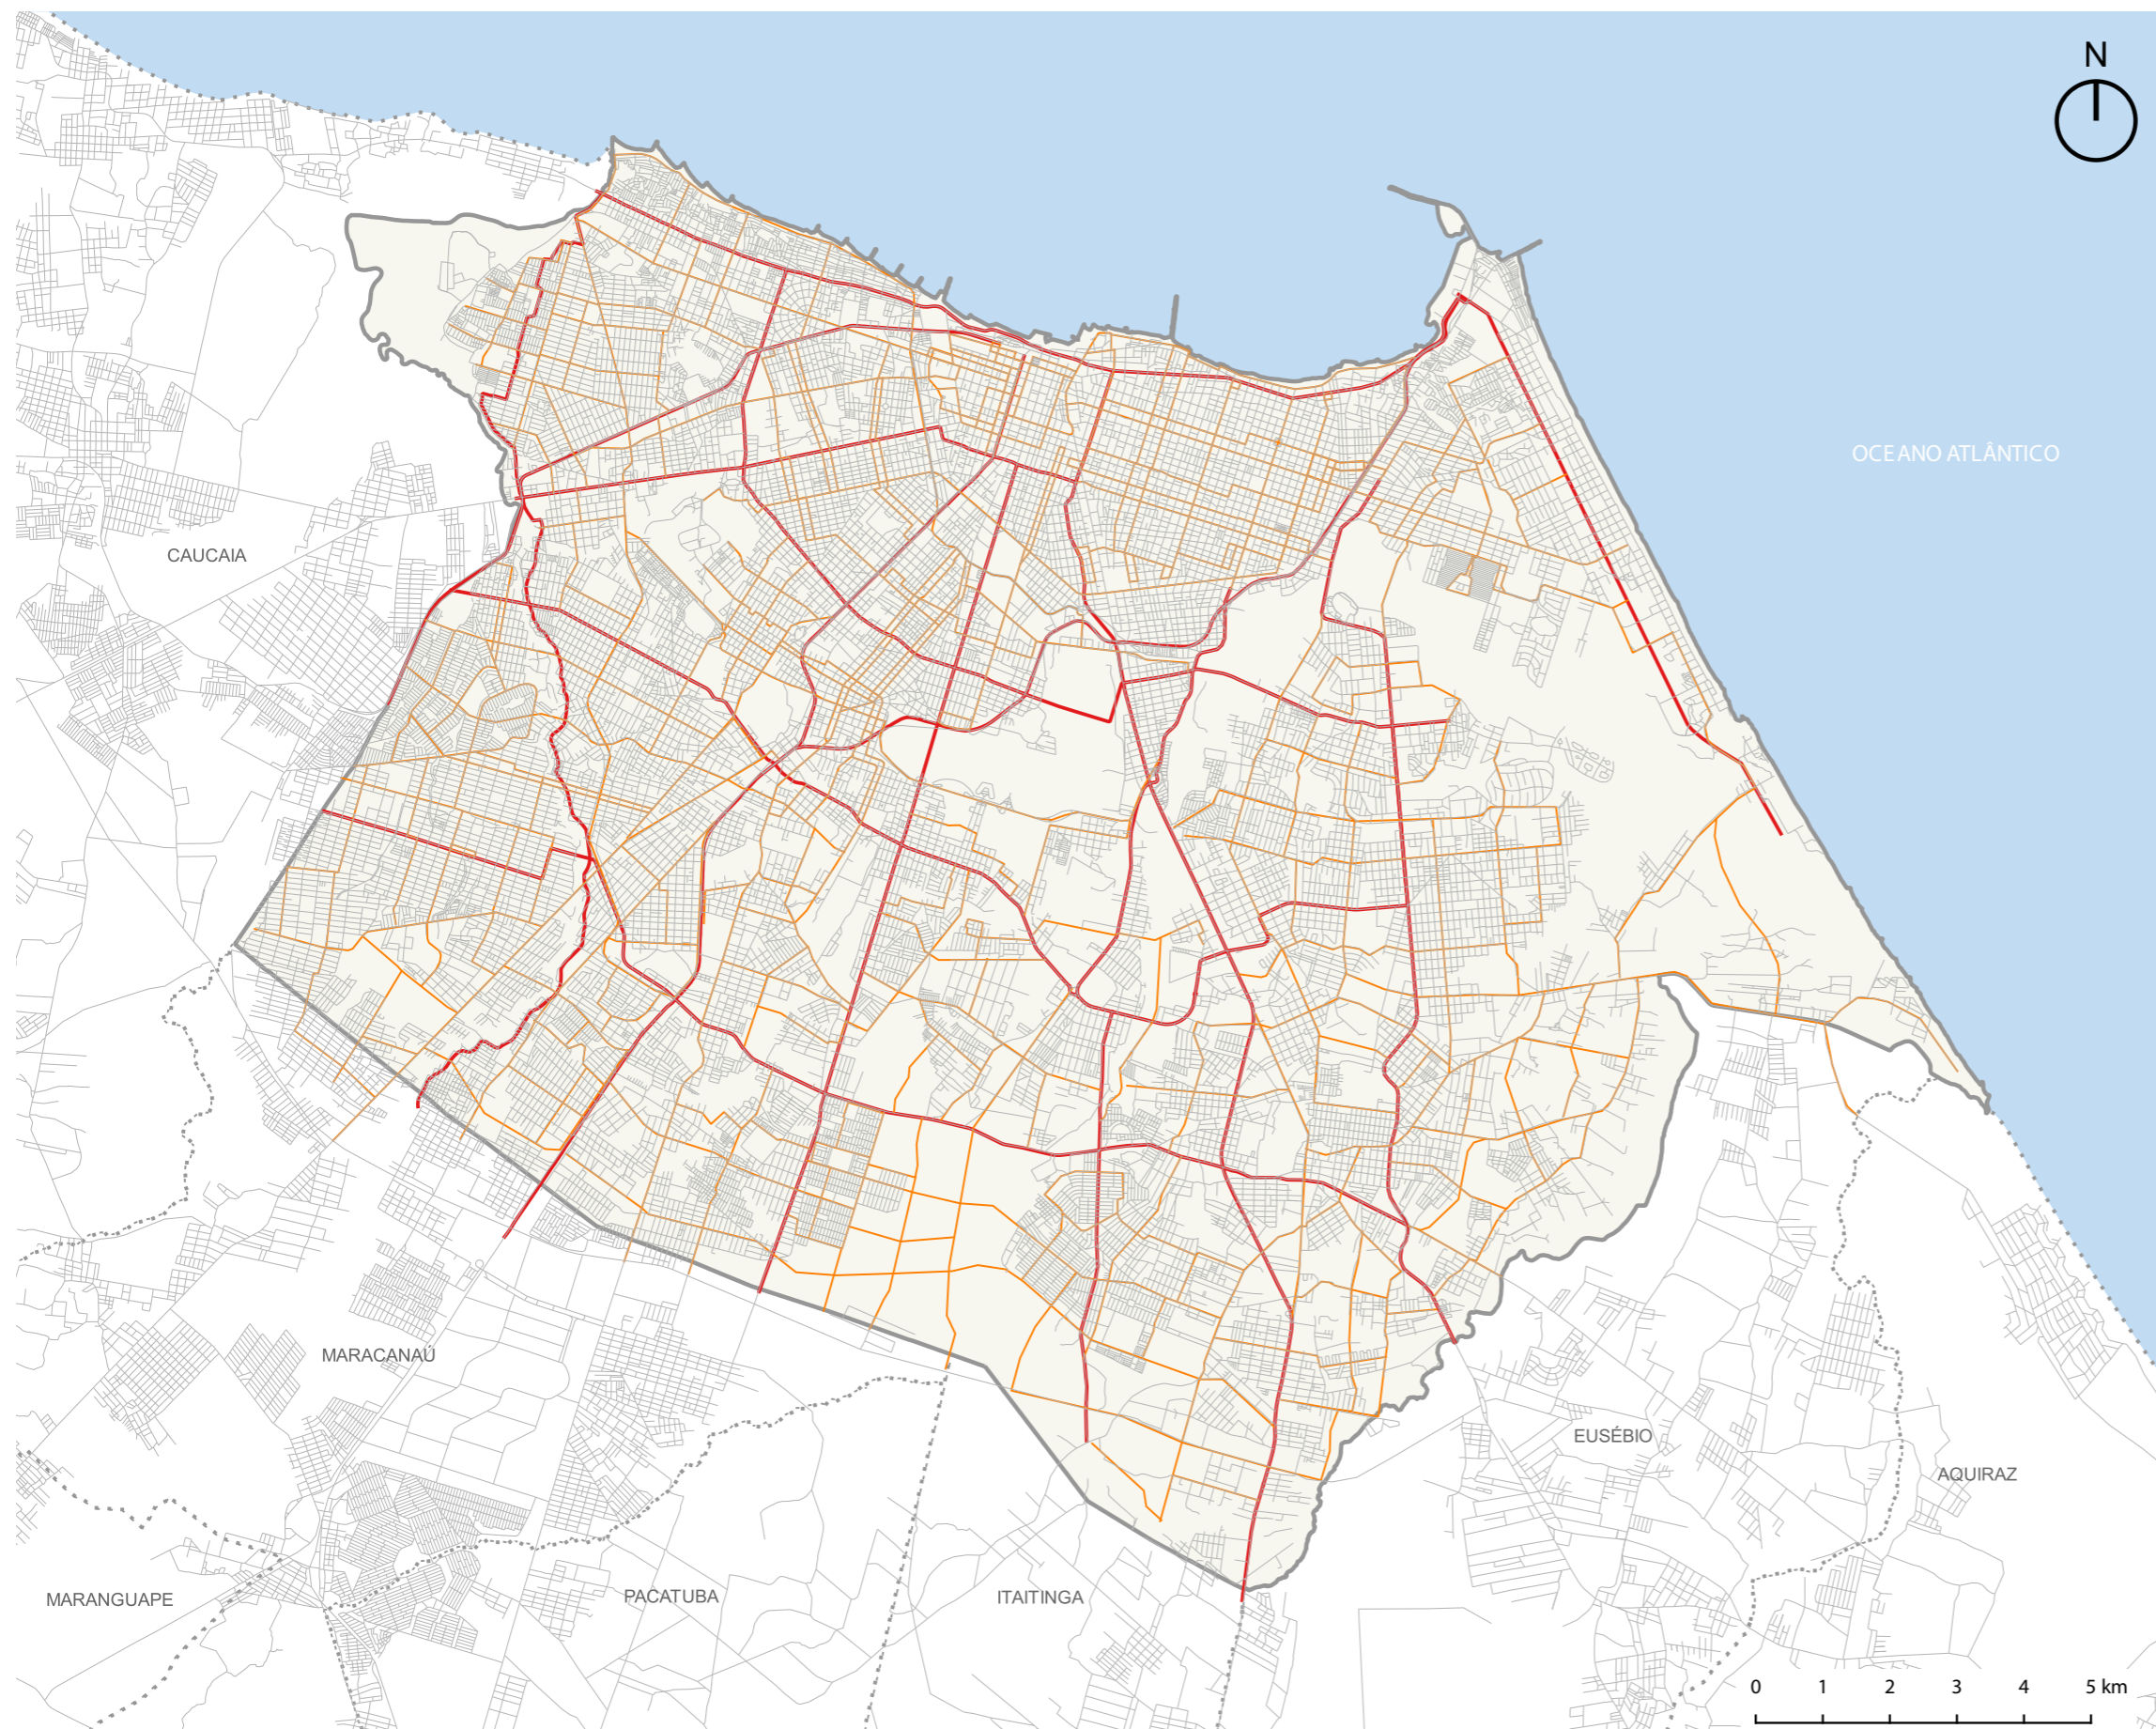 N
OCEANO ATLÂNTICO
CAUCAIA
MARACANAÚ
EUSÉBIO
AQUIRAZ
MARANGUAPE
PACATUBA
ITAITINGA
0 1 2 3 4 5 km